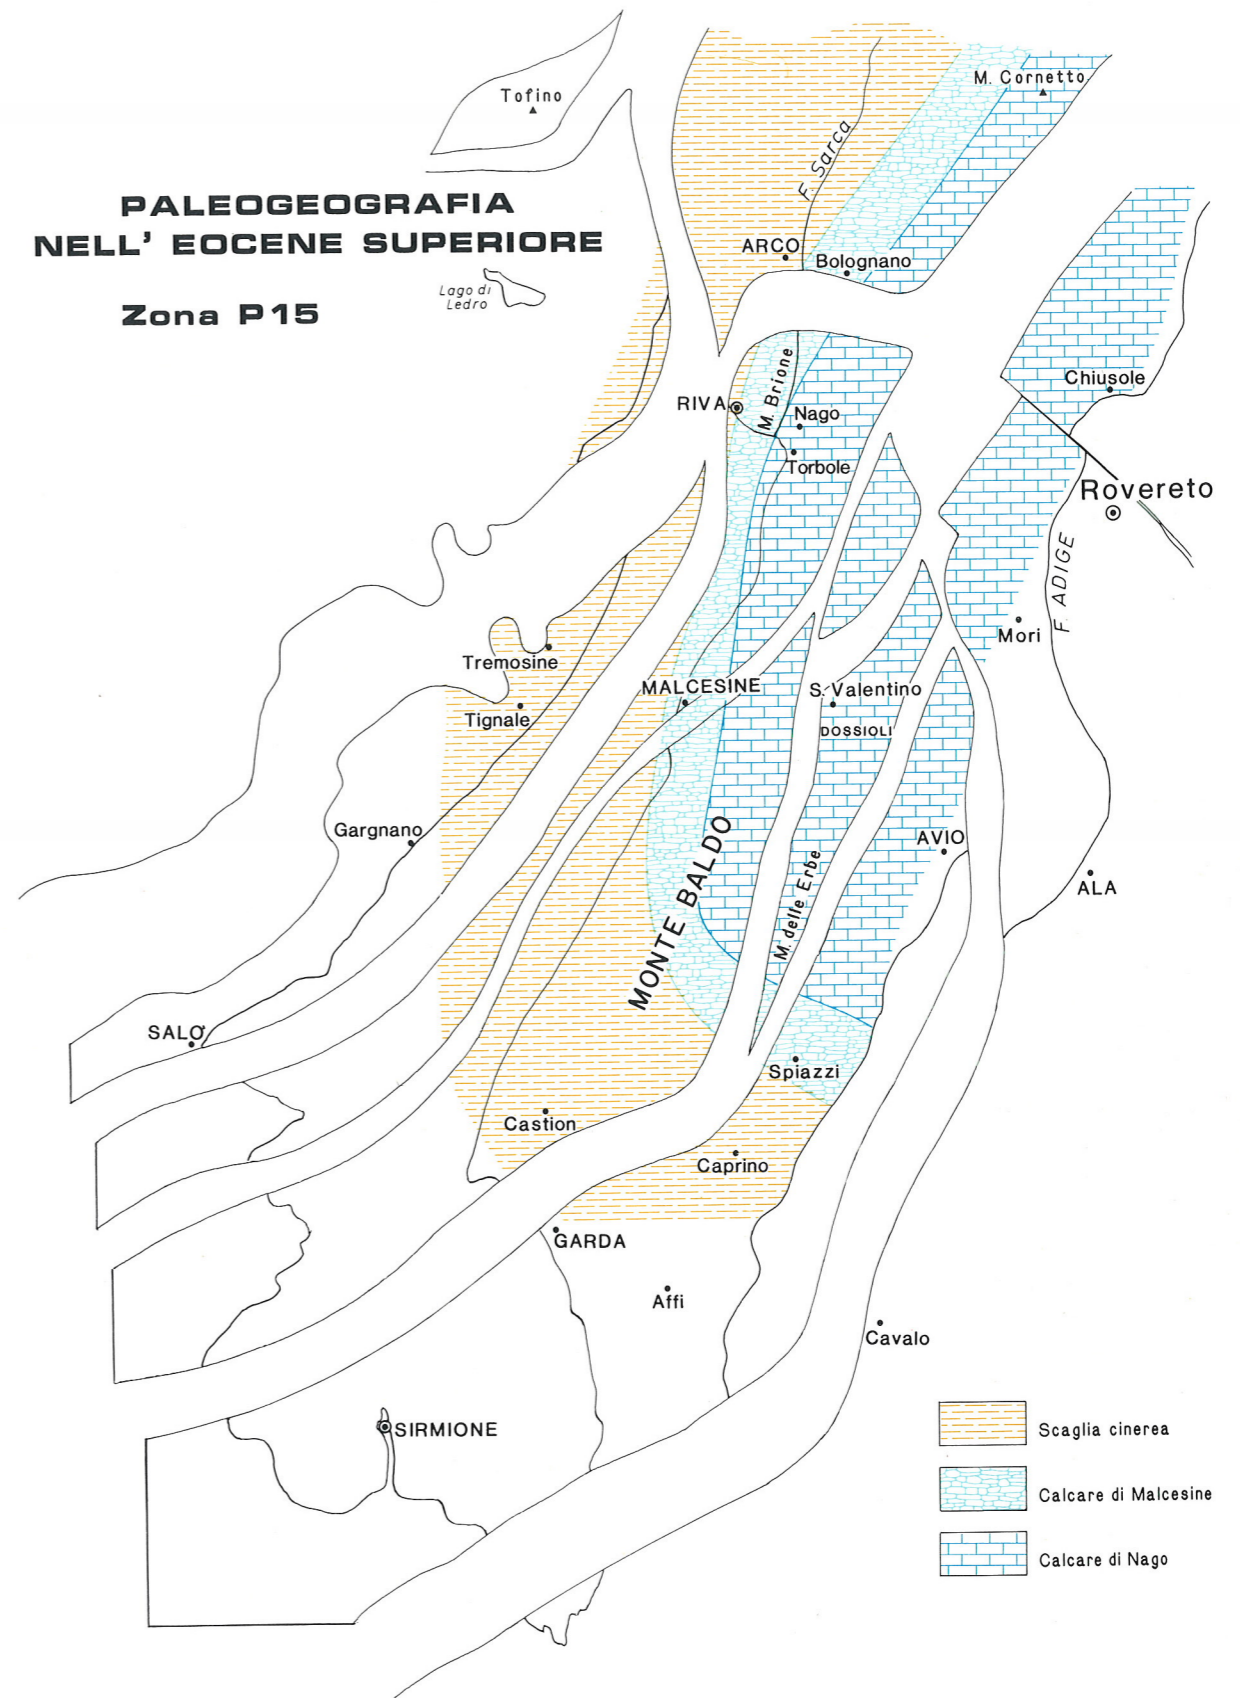 Tofino
M. Cornetto
PALEOGEOGRAFIA
NELL' EOCENE SUPERIORE
Zona P15
F. Sarca
ARCO
Bolognano
Lago di
Ledro
M. Brione
Chiusole
RIVA
Nago
Torbole
Rovereto
F. ADIGE
Mori
Tremosine
MALCESINE
S. Valentino
Tignale
DOSSIOLI
Gargnano
AVIO
MONTE BALDO
M. delle Erbe
ALA
SALO'
Spiazzi
Castion
Caprino
GARDA
Affi
Cavalo
SIRMIONE
Scaglia cinerea
Calcare di Malcesine
Calcare di Nago